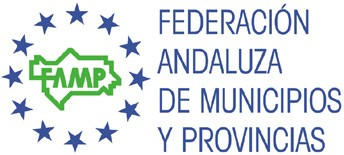 FAMP
FEDERACIÓN
ANDALUZA
DE MUNICIPIOS
Y PROVINCIAS